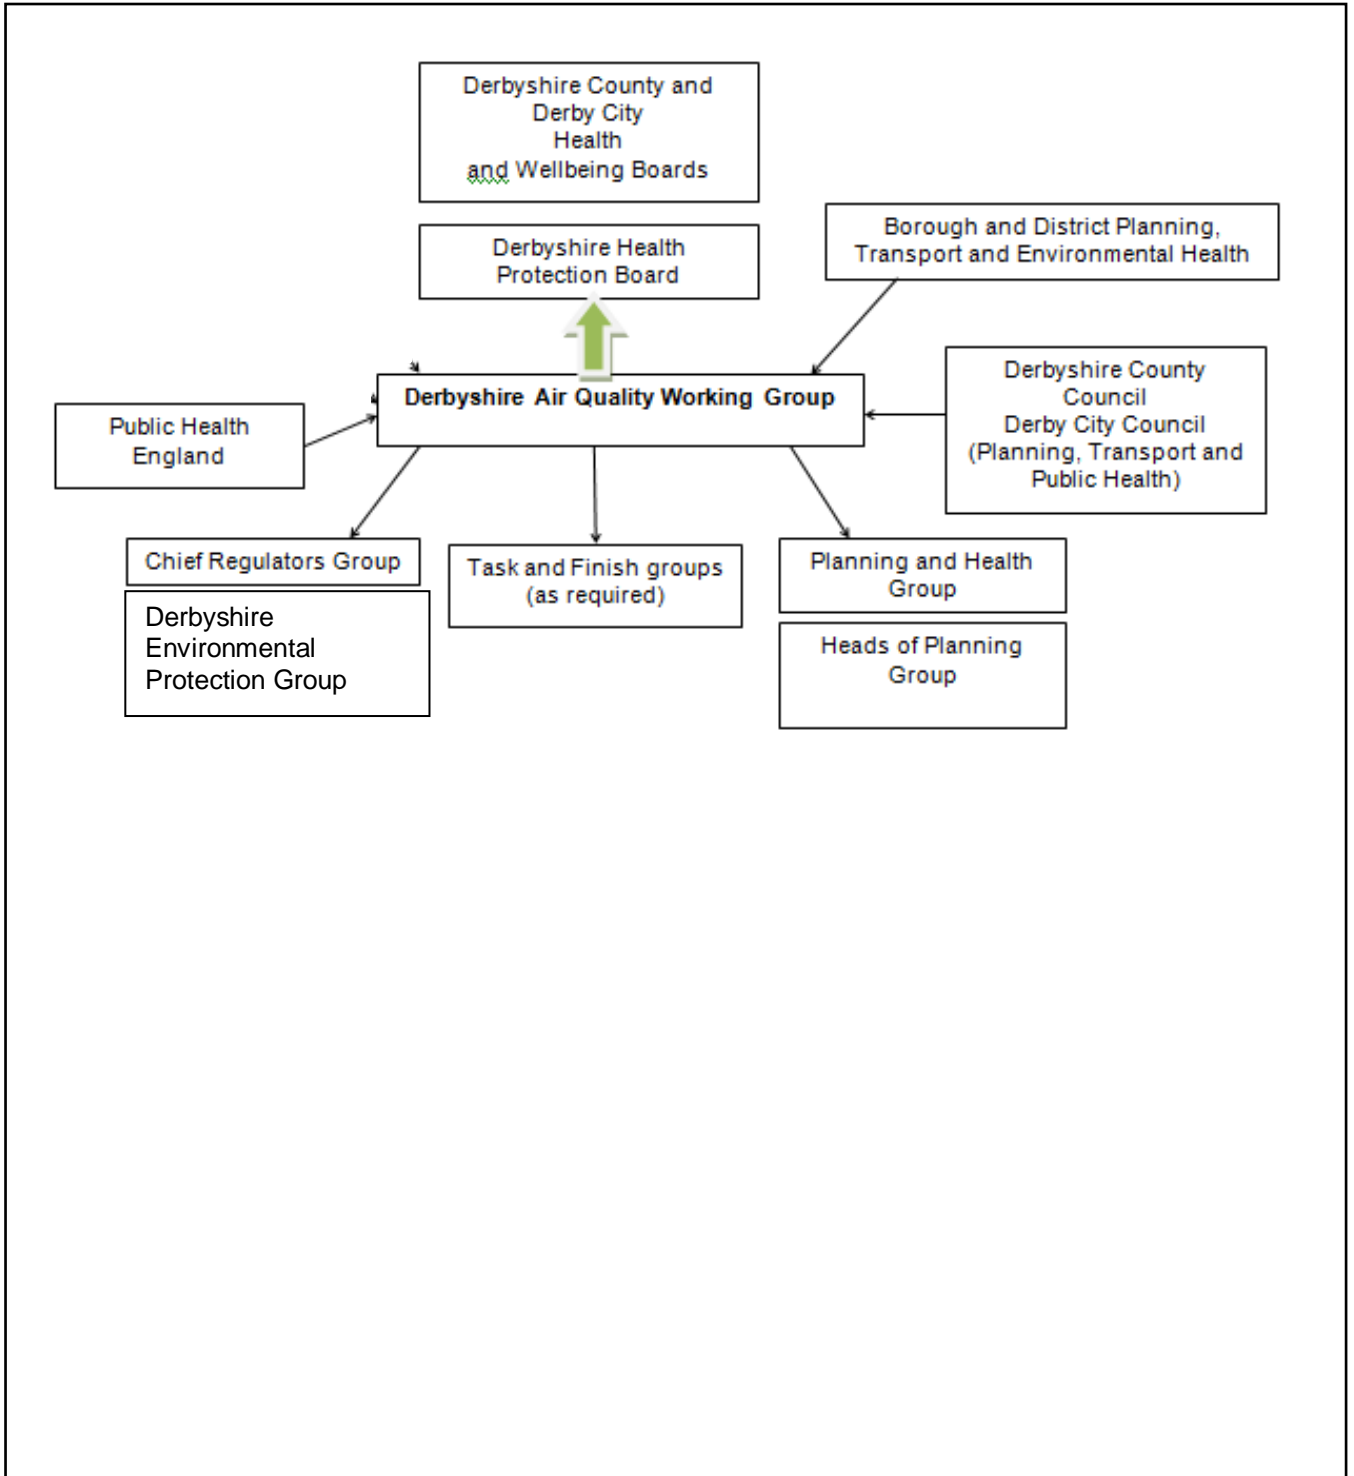 Derbyshire County and
Derby City
Health
and Wellbeing Boards
Derbyshire Health
Protection Board
Borough and District Planning,
Transport and Environmental Health
Derbyshire Air Quality Working Group
Derbyshire County
Council
Derby City Council
(Planning, Transport and
Public Health)
Public Health
England
Chief Regulators Group
Derbyshire
Environmental
Protection Group
Task and Finish groups
(as required)
Planning and Health
Group
Heads of Planning
Group